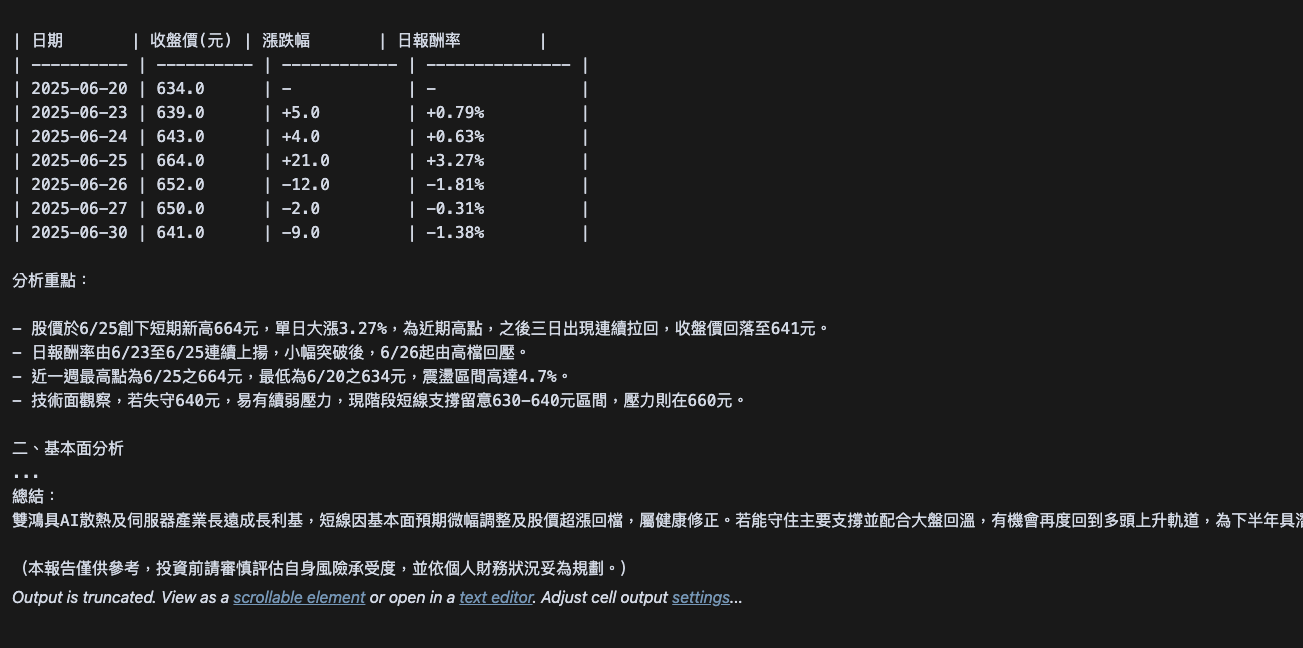 | 日期 | 收盤價(元) | 漲跌幅 | 日報酬率 |
| ---------- | ---------- | ------------ | --------------- |
| 2025-06-20 | 634.0 | - | - |
| 2025-06-23 | 639.0 | +5.0 | +0.79% |
| 2025-06-24 | 643.0 | +4.0 | +0.63% |
| 2025-06-25 | 664.0 | +21.0 | +3.27% |
| 2025-06-26 | 652.0 | -12.0 | -1.81% |
| 2025-06-27 | 650.0 | -2.0 | -0.31% |
| 2025-06-30 | 641.0 | -9.0 | -1.38% |
分析重點：
- 股價於6/25創下短期新高664元，單日大漲3.27%，為近期高點，之後三日出現連續拉回，收盤價回落至641元。
- 日報酬率由6/23至6/25連續上揚，小幅突破後，6/26起由高檔回壓。
- 近一週最高點為6/25之664元，最低為6/20之634元，震盪區間高達4.7%。
- 技術面觀察，若失守640元，易有續弱壓力，現階段短線支撐留意630-640元區間，壓力則在660元。
二、基本面分析
...
總結：
雙鴻具AI散熱及伺服器產業長遠成長利基，短線因基本面預期微幅調整及股價超漲回檔，屬健康修正。若能守住主要支撐並配合大盤回溫，有機會再度回到多頭上升軌道，為下半年具
（本報告僅供參考，投資前請審慎評估自身風險承受度，並依個人財務狀況妥為規劃。）
Output is truncated. View as a scrollable element or open in a text editor. Adjust cell output settings...